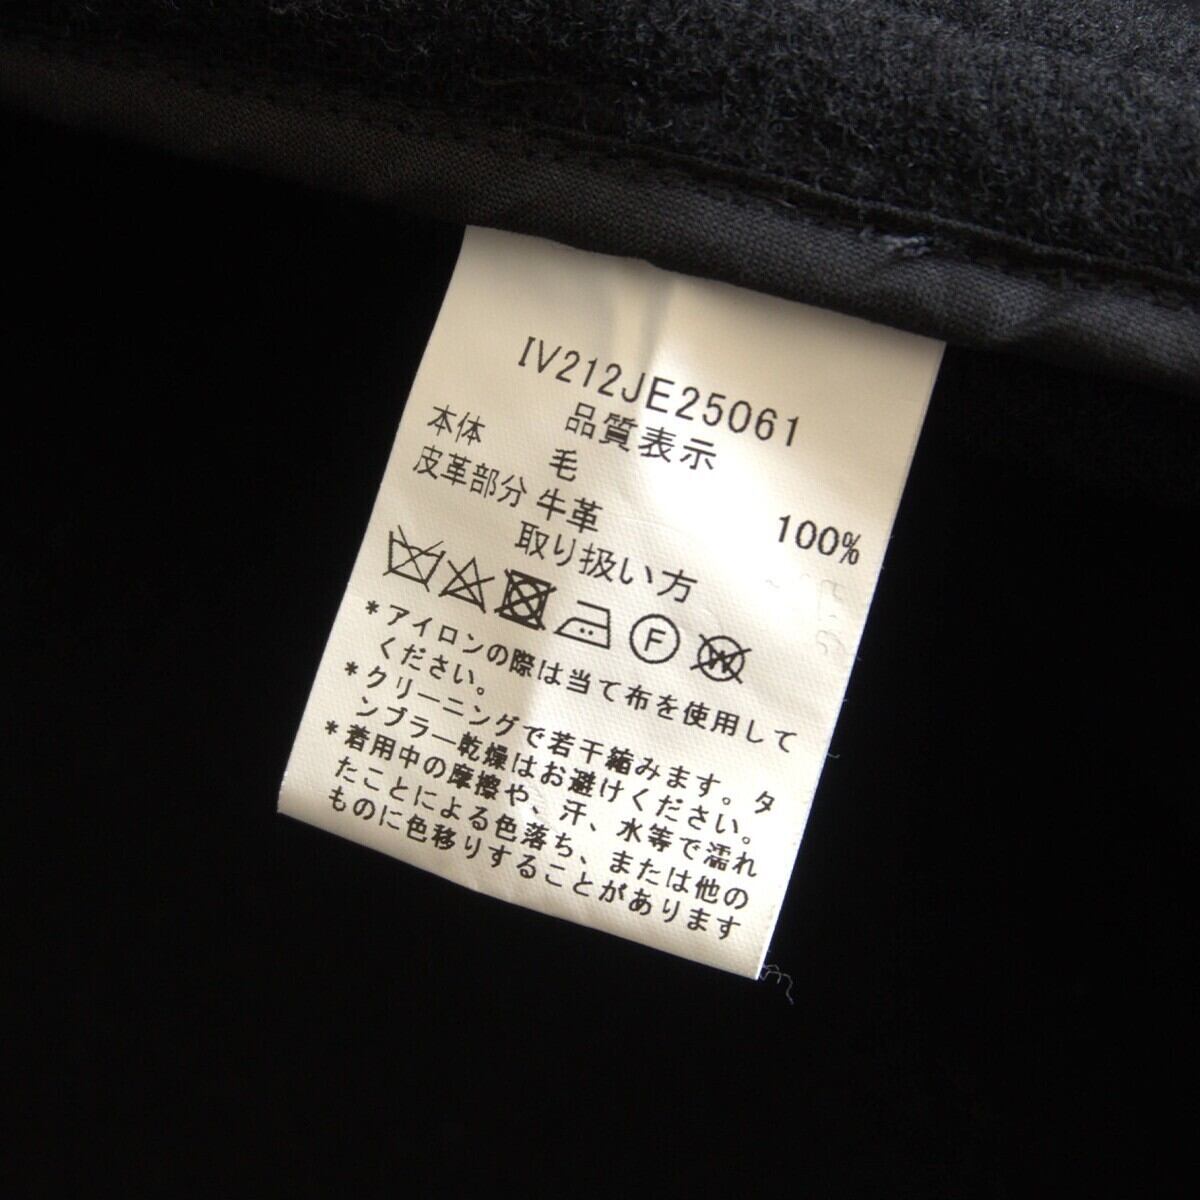 IV212JE25061
品質表示
本体 毛 100%
皮革部分 牛革
取り扱い方
F W
*アイロンの際は当て布を使用して
ください。
*クリーニングで若干縮みます。タ
ンブラー乾燥はお避けください。
*着用中の摩擦や、汗、水等で濡れ
たことによる色落ち、または他の
ものに色移りすることがあります